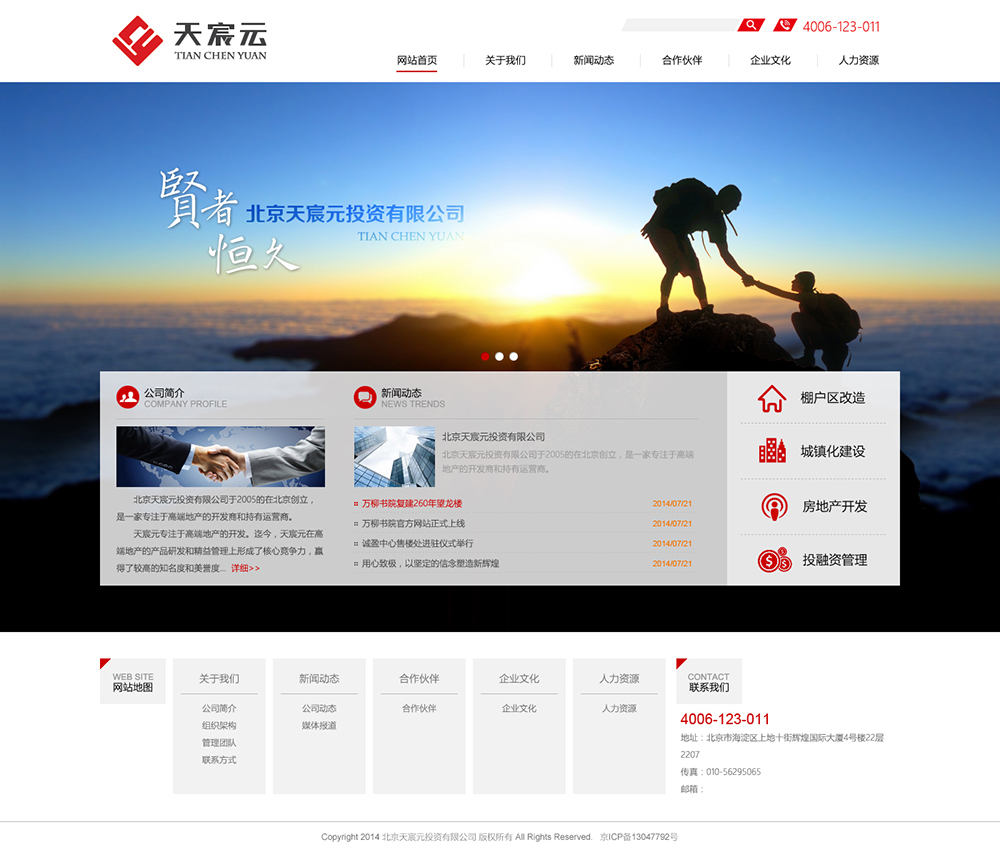 天宸云
TIAN CHEN YUAN
4006-123-011
网站首页
关于我们
新闻动态
合作伙伴
企业文化
人力资源
賢者
恒久
北京天宸元投资有限公司
TIAN CHEN YUAN
公司简介
COMPANY PROFILE
北京天宸元投资有限公司于2005的在北京创立，
是一家专注于高端地产的开发商和持有运营商。
天宸元专注于高端地产的开发。迄今，天宸元在高
端地产的产品研发和精益管理上形成了核心竞争力，赢
得了较高的知名度和美誉度... 详细>>
新闻动态
NEWS TRENDS
北京天宸元投资有限公司
北京天宸元投资有限公司于2005的在北京创立，是一家专注于高端
地产的开发商和持有运营商。
万柳书院复建260年望龙楼 2014/07/21
万柳书院官方网站正式上线 2014/07/21
诚盈中心售楼处进驻仪式举行 2014/07/21
用心致极，以坚定的信念塑造新辉煌 2014/07/21
棚户区改造
城镇化建设
房地产开发
投融资管理
WEB SITE
网站地图
关于我们
公司简介
组织架构
管理团队
联系方式
新闻动态
公司动态
媒体报道
合作伙伴
合作伙伴
企业文化
企业文化
人力资源
人力资源
CONTACT
联系我们
4006-123-011
地址：北京市海淀区上地十街辉煌国际大厦4号楼22层
2207
传真：010-56295065
邮箱：
Copyright 2014 北京天宸元投资有限公司 版权所有 All Rights Reserved. 京ICP备13047792号